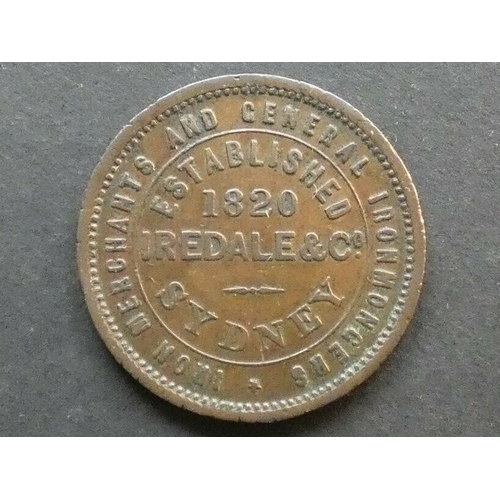 IRON MERCHANTS AND GENERAL IRONMONGERS
ESTABLISHED
1820
IREDALE & Co
SYDNEY